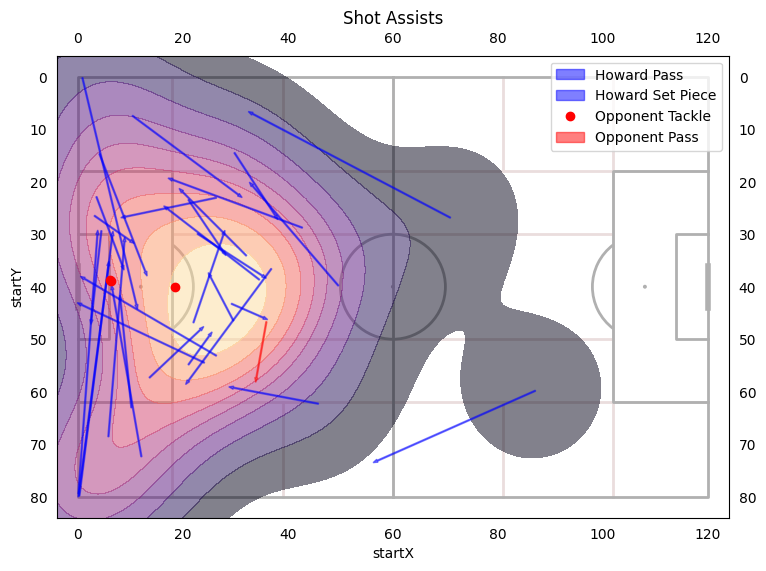 Shot Assists
0 20 40 60 80 100 120
0 0
10 10
20 20
30 30
40 40
50 50
60 60
70 70
80 80
startY
Howard Pass
Howard Set Piece
Opponent Tackle
Opponent Pass
0 20 40 60 80 100 120
startX